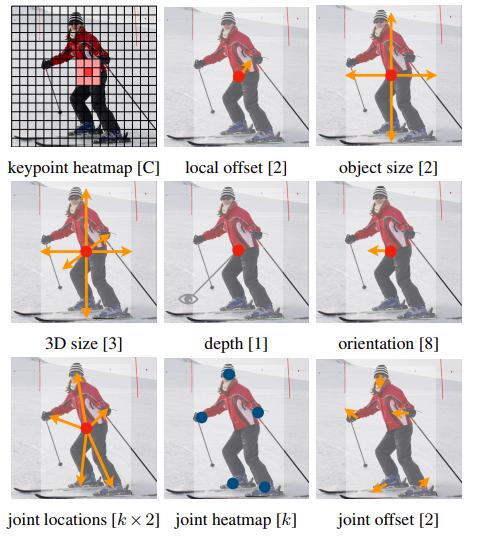 keypoint heatmap [C] local offset [2] object size [2]
3D size [3] depth [1] orientation [8]
joint locations [k × 2] joint heatmap [k] joint offset [2]